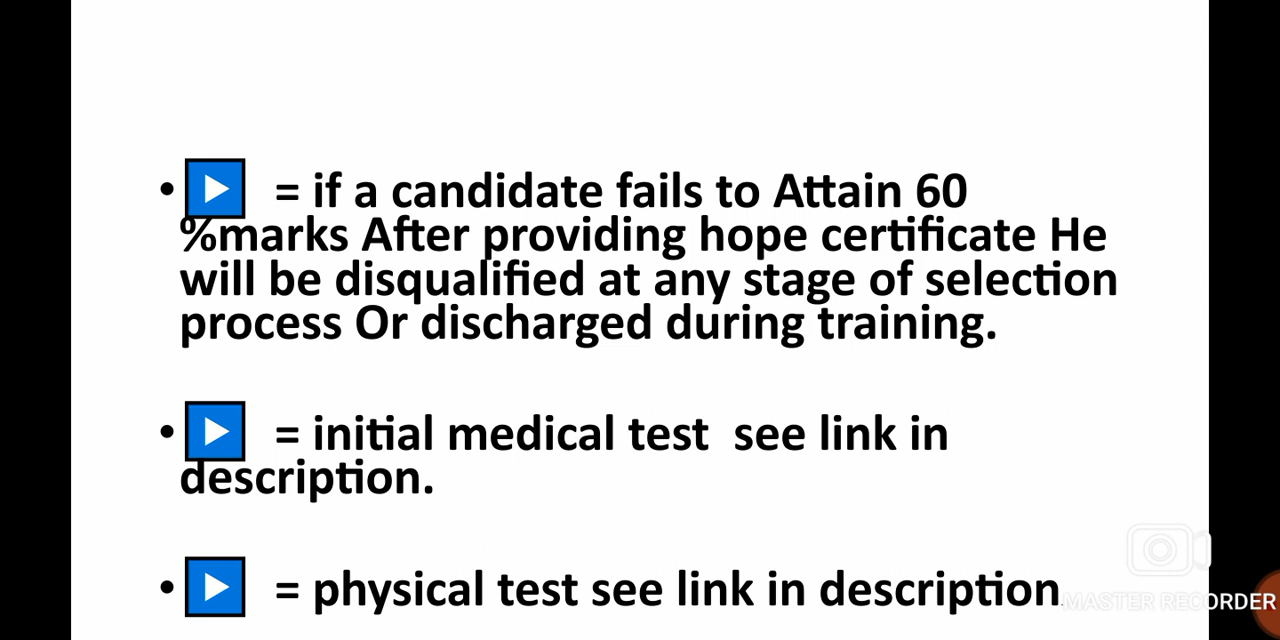 • ▶ = if a candidate fails to Attain 60
%marks After providing hope certificate He
will be disqualified at any stage of selection
process Or discharged during training.
• ▶ = initial medical test  see link in
description.
• ▶ = physical test see link in description.
MASTER RECORDER